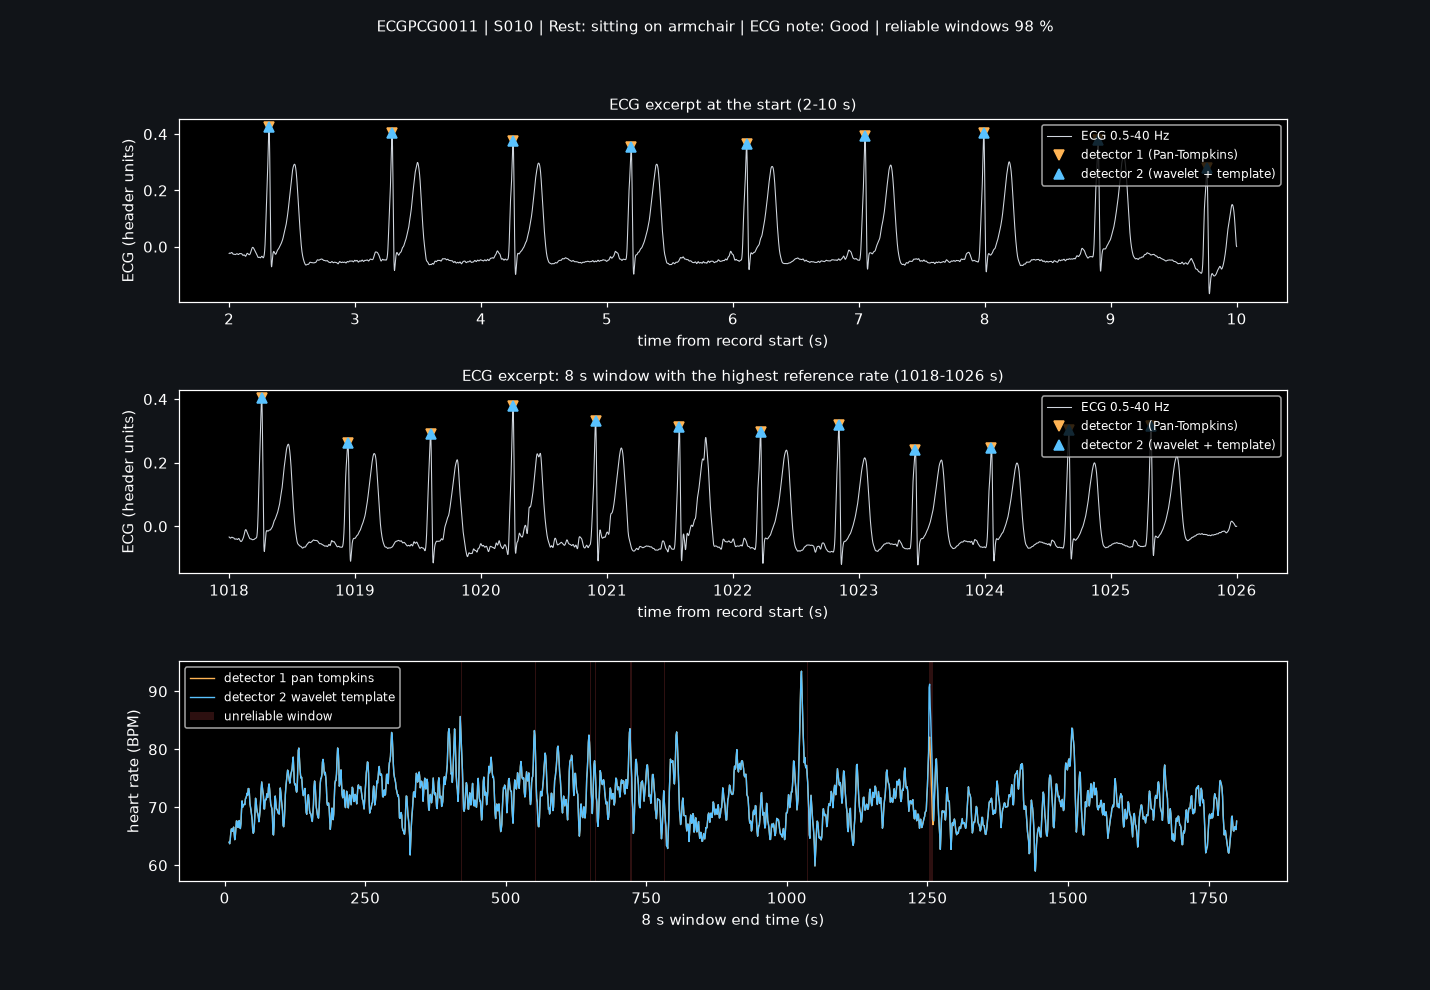 ECGPCG0011 | S010 | Rest: sitting on armchair | ECG note: Good | reliable windows 98 %
ECG excerpt at the start (2-10 s)
ECG (header units)
0.4
0.2
0.0
ECG 0.5-40 Hz
detector 1 (Pan-Tompkins)
detector 2 (wavelet + template)
2 3 4 5 6 7 8 9 10
time from record start (s)
ECG excerpt: 8 s window with the highest reference rate (1018-1026 s)
ECG (header units)
0.4
0.2
0.0
ECG 0.5-40 Hz
detector 1 (Pan-Tompkins)
detector 2 (wavelet + template)
1018 1019 1020 1021 1022 1023 1024 1025 1026
time from record start (s)
heart rate (BPM)
90
80
70
60
detector 1 pan tompkins
detector 2 wavelet template
unreliable window
0 250 500 750 1000 1250 1500 1750
8 s window end time (s)